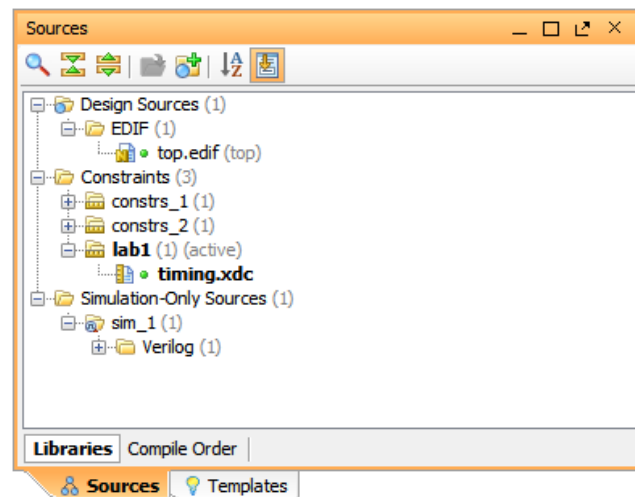 Sources
Design Sources (1)
EDIF (1)
top.edif (top)
Constraints (3)
constrs_1 (1)
constrs_2 (1)
lab1 (1) (active)
timing.xdc
Simulation-Only Sources (1)
sim_1 (1)
Verilog (1)
Libraries Compile Order
Sources Templates